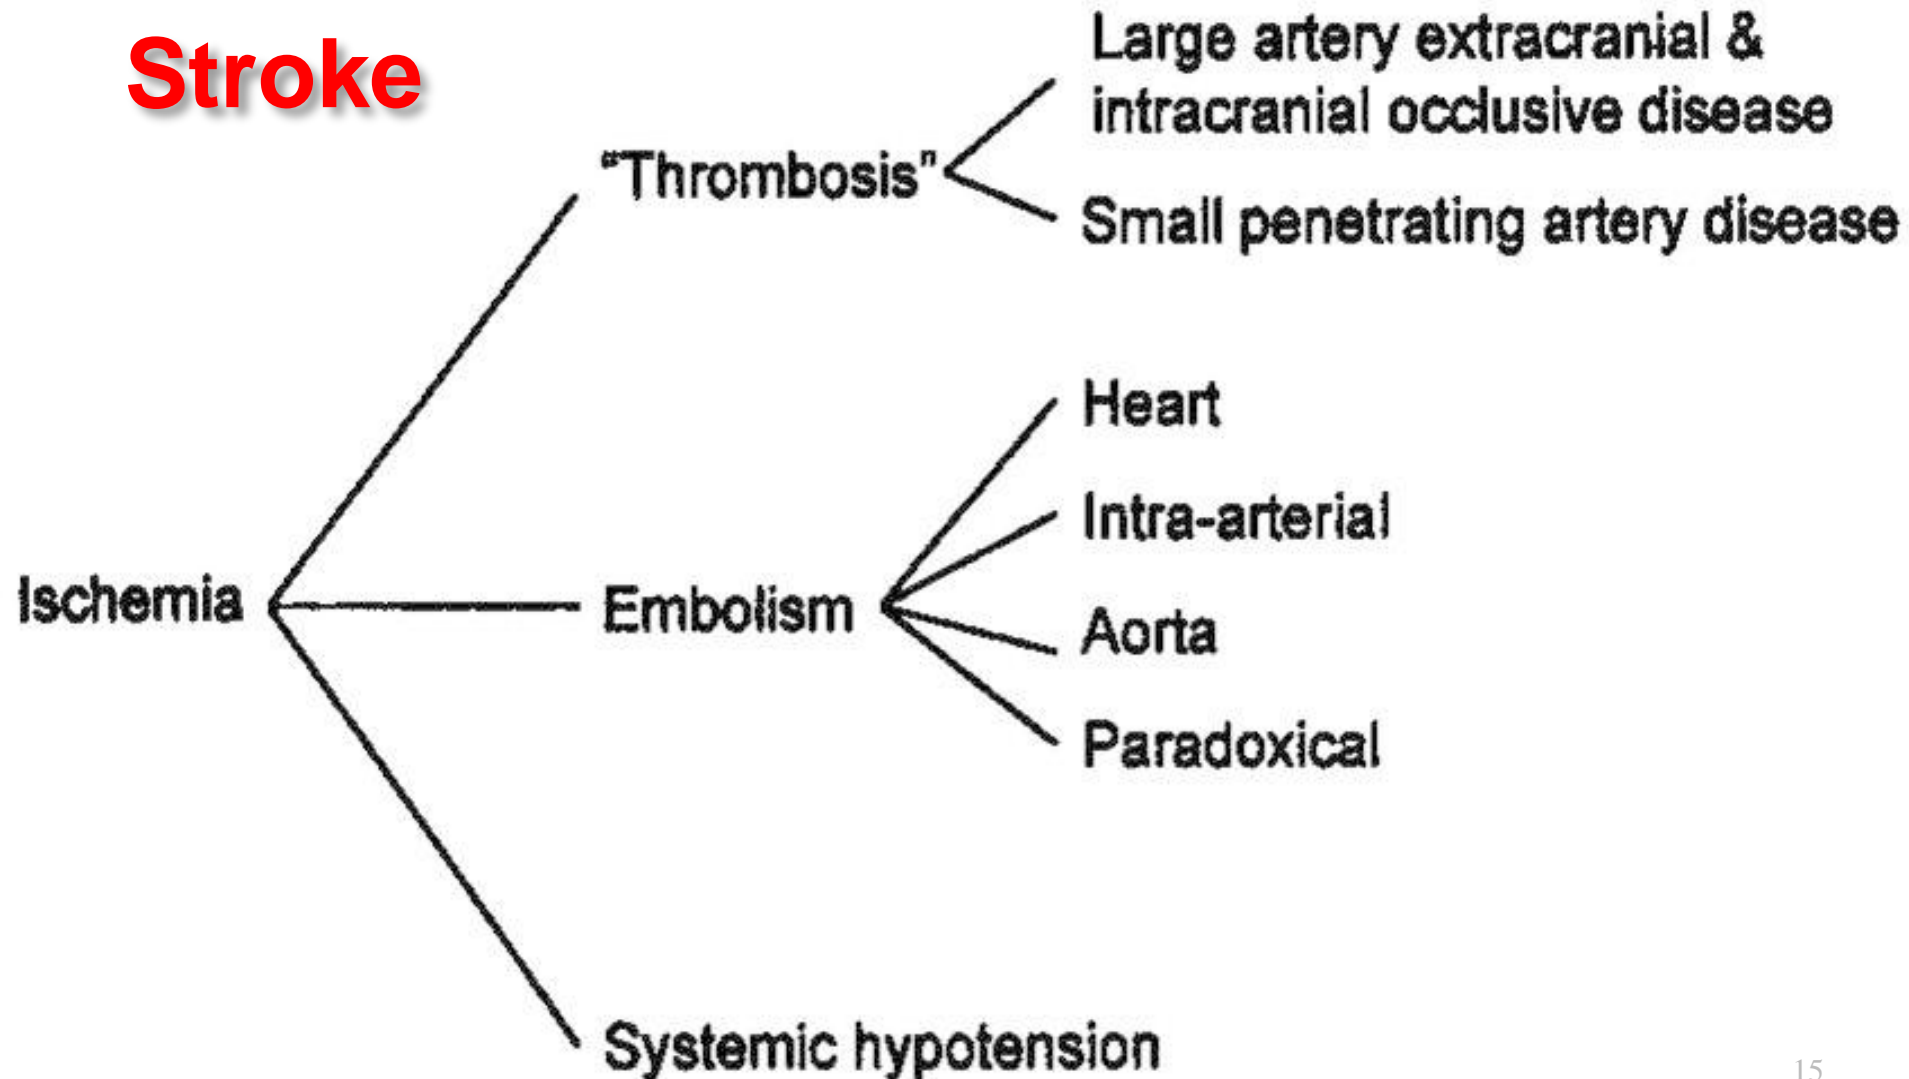 Stroke
Large artery extracranial &
intracranial occlusive disease
"Thrombosis"
Small penetrating artery disease
Heart
Intra-arterial
Ischemia
Embolism
Aorta
Paradoxical
Systemic hypotension
15